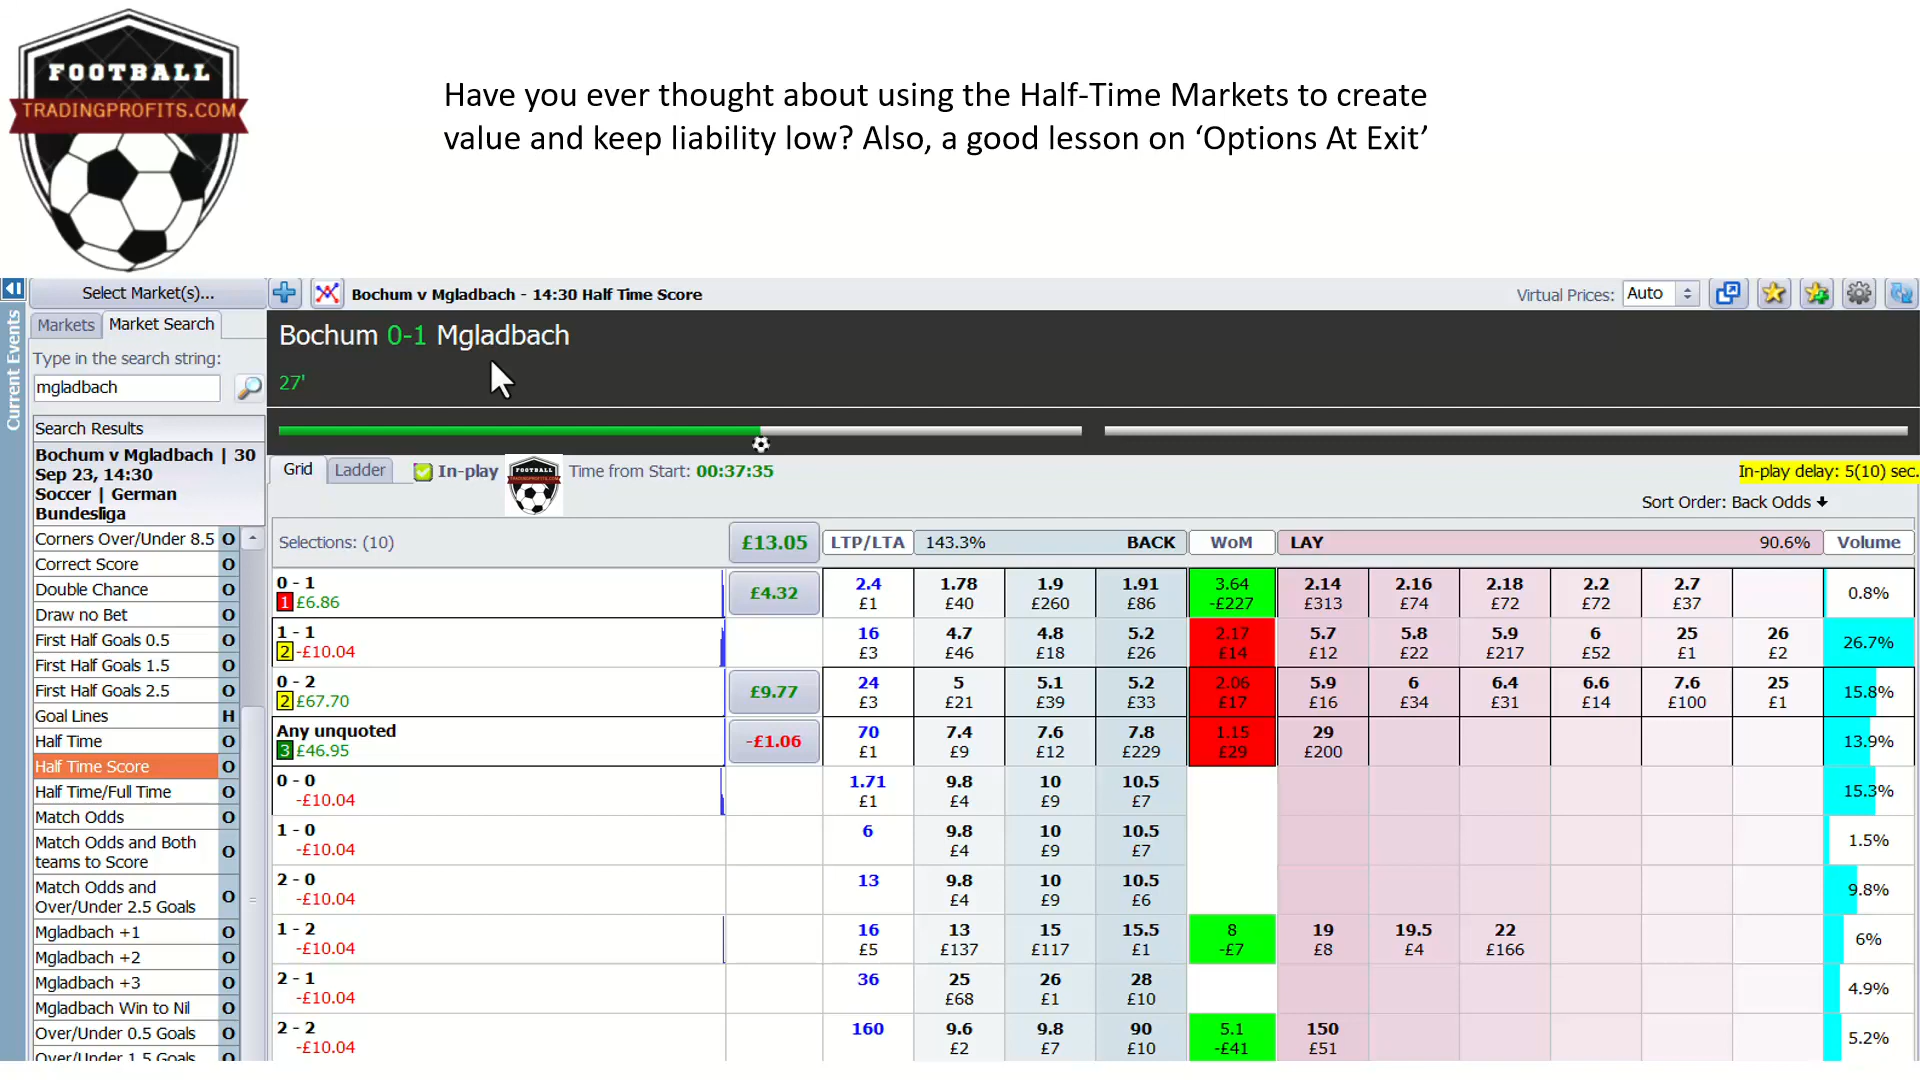 FOOTBALL
TRADINGPROFITS.COM
Have you ever thought about using the Half-Time Markets to create
value and keep liability low? Also, a good lesson on ‘Options At Exit’
Select Market(s)...
Bochum v Mgladbach - 14:30 Half Time Score
Virtual Prices: Auto
Current Events
Markets Market Search
Type in the search string:
mgladbach
Search Results
Bochum v Mgladbach | 30
Sep 23, 14:30
Soccer | German
Bundesliga
Corners Over/Under 8.5 O
Correct Score O
Double Chance O
Draw no Bet O
First Half Goals 0.5 O
First Half Goals 1.5 O
First Half Goals 2.5 O
Goal Lines H
Half Time O
Half Time Score O
Half Time/Full Time O
Match Odds O
Match Odds and Both
teams to Score O
Match Odds and
Over/Under 2.5 Goals O
Mgladbach +1 O
Mgladbach +2 O
Mgladbach +3 O
Mgladbach Win to Nil O
Over/Under 0.5 Goals O
Over/Under 1.5 Goals O
Bochum 0-1 Mgladbach
27'
Grid Ladder In-play FOOTBALL Time from Start: 00:37:35
In-play delay: 5(10) sec.
Sort Order: Back Odds
Selections: (10) £13.05 LTP/LTA 143.3% BACK WoM LAY 90.6% Volume
0 - 1 2.4 1.78 1.9 1.91 3.64 2.14 2.16 2.18 2.2 2.7
1 £6.86 £4.32 £1 £40 £260 £86 -£227 £313 £74 £72 £72 £37 0.8%
1 - 1 16 4.7 4.8 5.2 2.17 5.7 5.8 5.9 6 25 26
2 -£10.04 £3 £46 £18 £26 £14 £12 £22 £217 £52 £1 £2 26.7%
0 - 2 24 5 5.1 5.2 2.06 5.9 6 6.4 6.6 7.6 25
2 £67.70 £9.77 £3 £21 £39 £33 £17 £16 £34 £31 £14 £100 £1 15.8%
Any unquoted 70 7.4 7.6 7.8 1.15 29
3 £46.95 -£1.06 £1 £9 £12 £229 £29 £200 13.9%
0 - 0 1.71 9.8 10 10.5
-£10.04 £1 £4 £9 £7 15.3%
1 - 0 6 9.8 10 10.5
-£10.04 £4 £9 £7 1.5%
2 - 0 13 9.8 10 10.5
-£10.04 £4 £9 £6 9.8%
1 - 2 16 13 15 15.5 8 19 19.5 22
-£10.04 £5 £137 £117 £1 -£7 £8 £4 £166 6%
2 - 1 36 25 26 28
-£10.04 £68 £1 £10 4.9%
2 - 2 160 9.6 9.8 90 5.1 150
-£10.04 £2 £7 £10 -£41 £51 5.2%